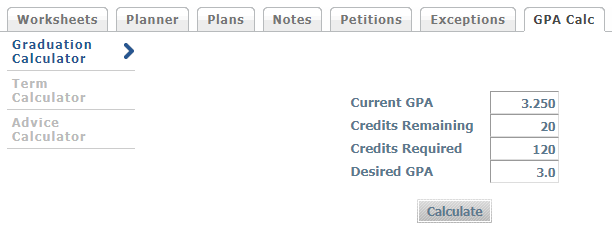 Worksheets Planner Plans Notes Petitions Exceptions GPA Calc
Graduation
Calculator
Term
Calculator
Advice
Calculator
Current GPA 3.250
Credits Remaining 20
Credits Required 120
Desired GPA 3.0
Calculate